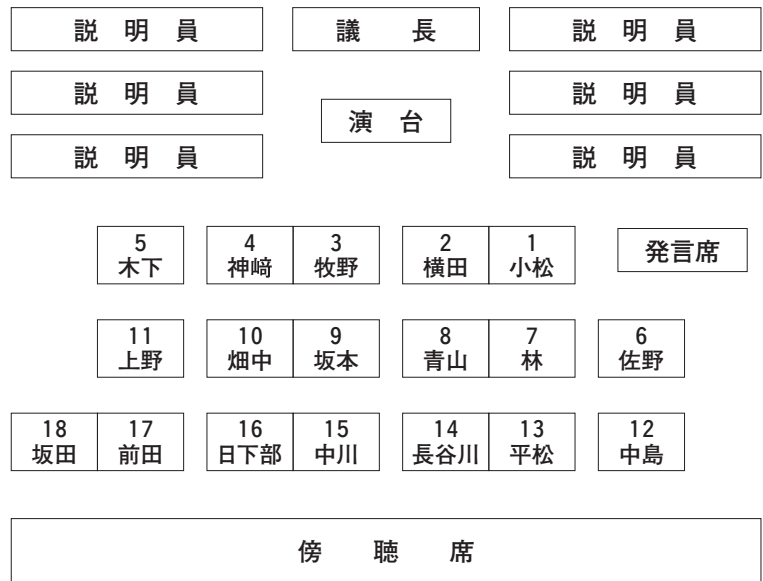 説明員 議長 説明員
説明員 説明員
演台
説明員 説明員
5 4 3 2 1
木下 神﨑 牧野 横田 小松
発言席
11 10 9 8 7 6
上野 畑中 坂本 青山 林 佐野
18 17 16 15 14 13 12
坂田 前田 日下部 中川 長谷川 平松 中島
傍聴席